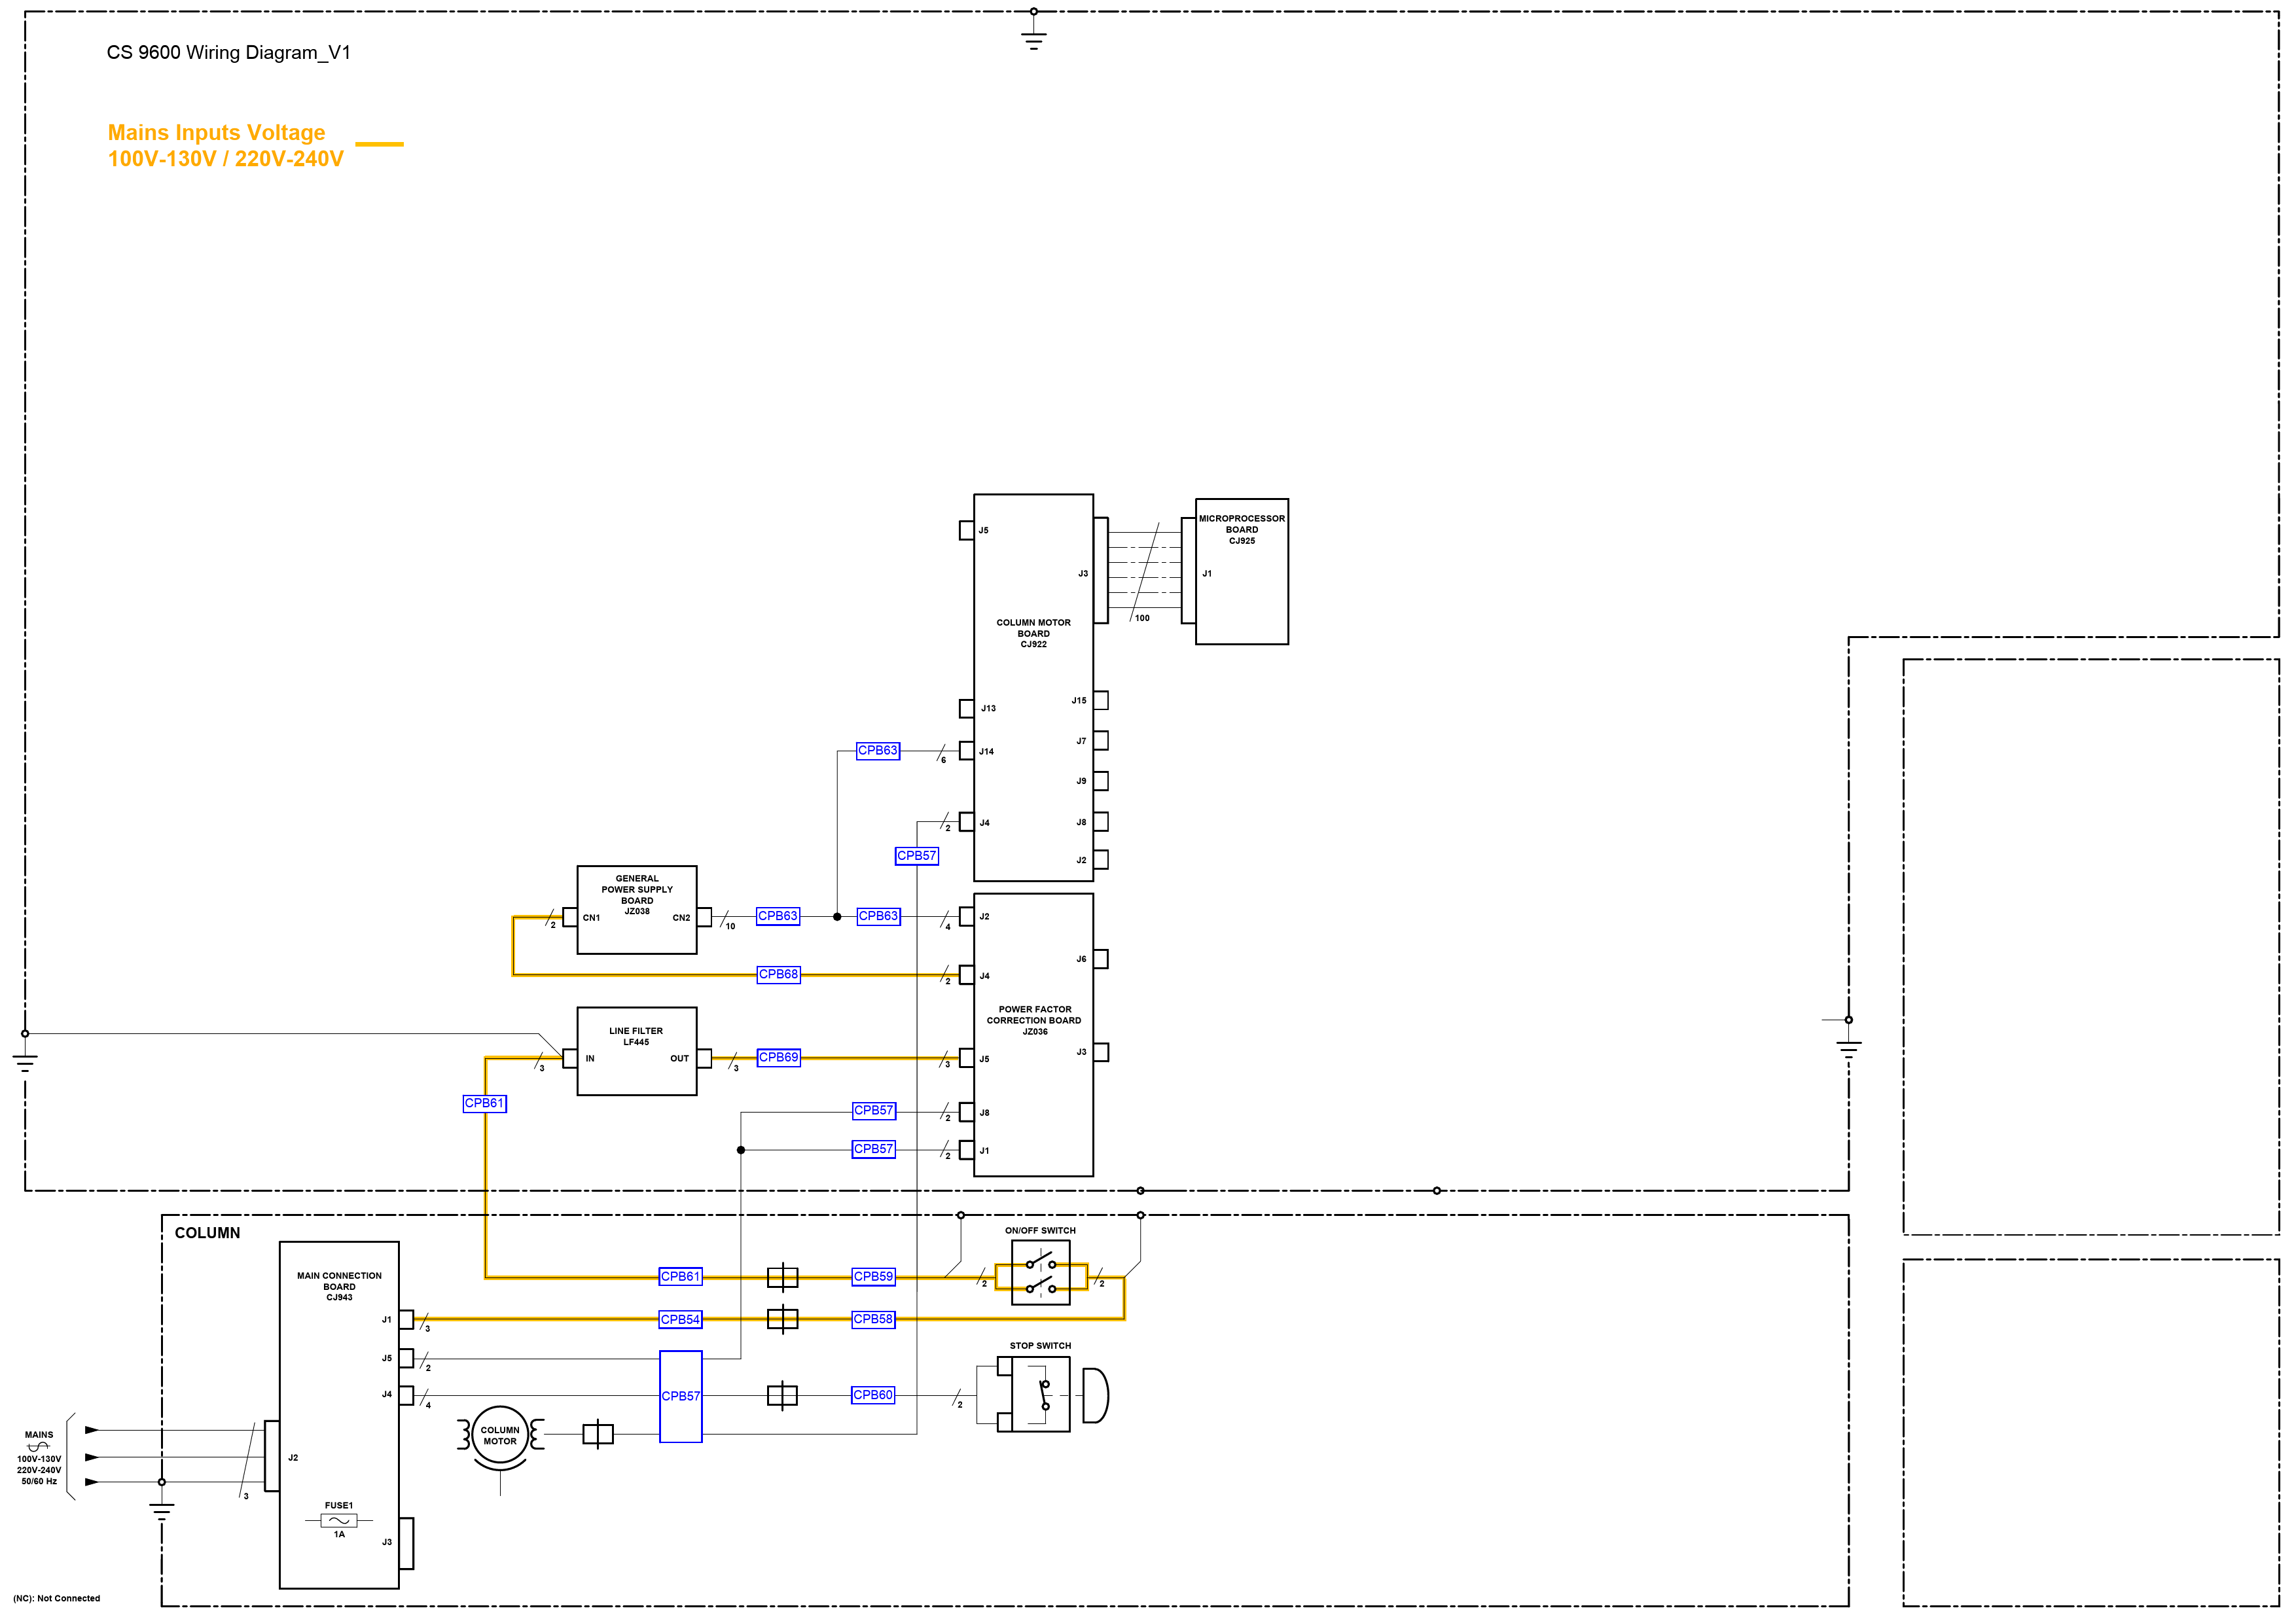 CS 9600 Wiring Diagram_V1
Mains Inputs Voltage
100V-130V / 220V-240V
J5
MICROPROCESSOR
BOARD
CJ925
J3
J1
100
COLUMN MOTOR
BOARD
CJ922
J15
J13
J7
CPB63
6
J14
J9
2
J4
J8
CPB57
J2
GENERAL
POWER SUPPLY
BOARD
JZ038
2
CN1
CN2
10
CPB63
CPB63
4
J2
J6
CPB68
2
J4
POWER FACTOR
CORRECTION BOARD
JZ036
LINE FILTER
LF445
3
IN
OUT
3
CPB69
3
J5
J3
CPB61
CPB57
2
J8
CPB57
2
J1
COLUMN
ON/OFF SWITCH
MAIN CONNECTION
BOARD
CJ943
CPB61
CPB59
2
2
J1
3
CPB54
CPB58
STOP SWITCH
J5
2
J4
4
CPB57
CPB60
2
COLUMN
MOTOR
MAINS
100V-130V
220V-240V
50/60 Hz
3
J2
FUSE1
1A
J3
(NC): Not Connected